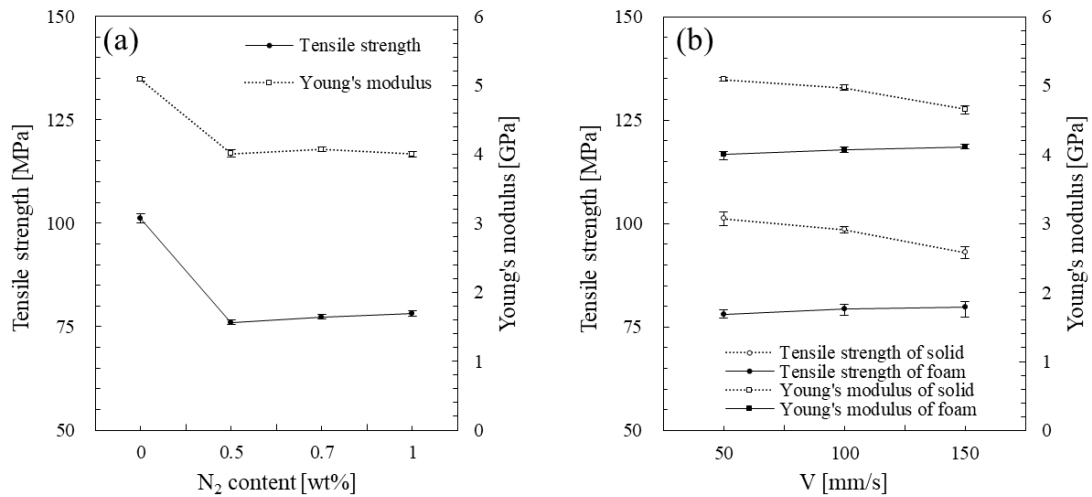 (a)
Tensile strength
Young's modulus
150
125
100
75
50
Tensile strength [MPa]
6
5
4
3
2
1
0
Young's modulus [GPa]
0 0.5 0.7 1
N2 content [wt%]
(b)
150
125
100
75
50
Tensile strength [MPa]
6
5
4
3
2
1
0
Young's modulus [GPa]
Tensile strength of solid
Tensile strength of foam
Young's modulus of solid
Young's modulus of foam
50 100 150
V [mm/s]